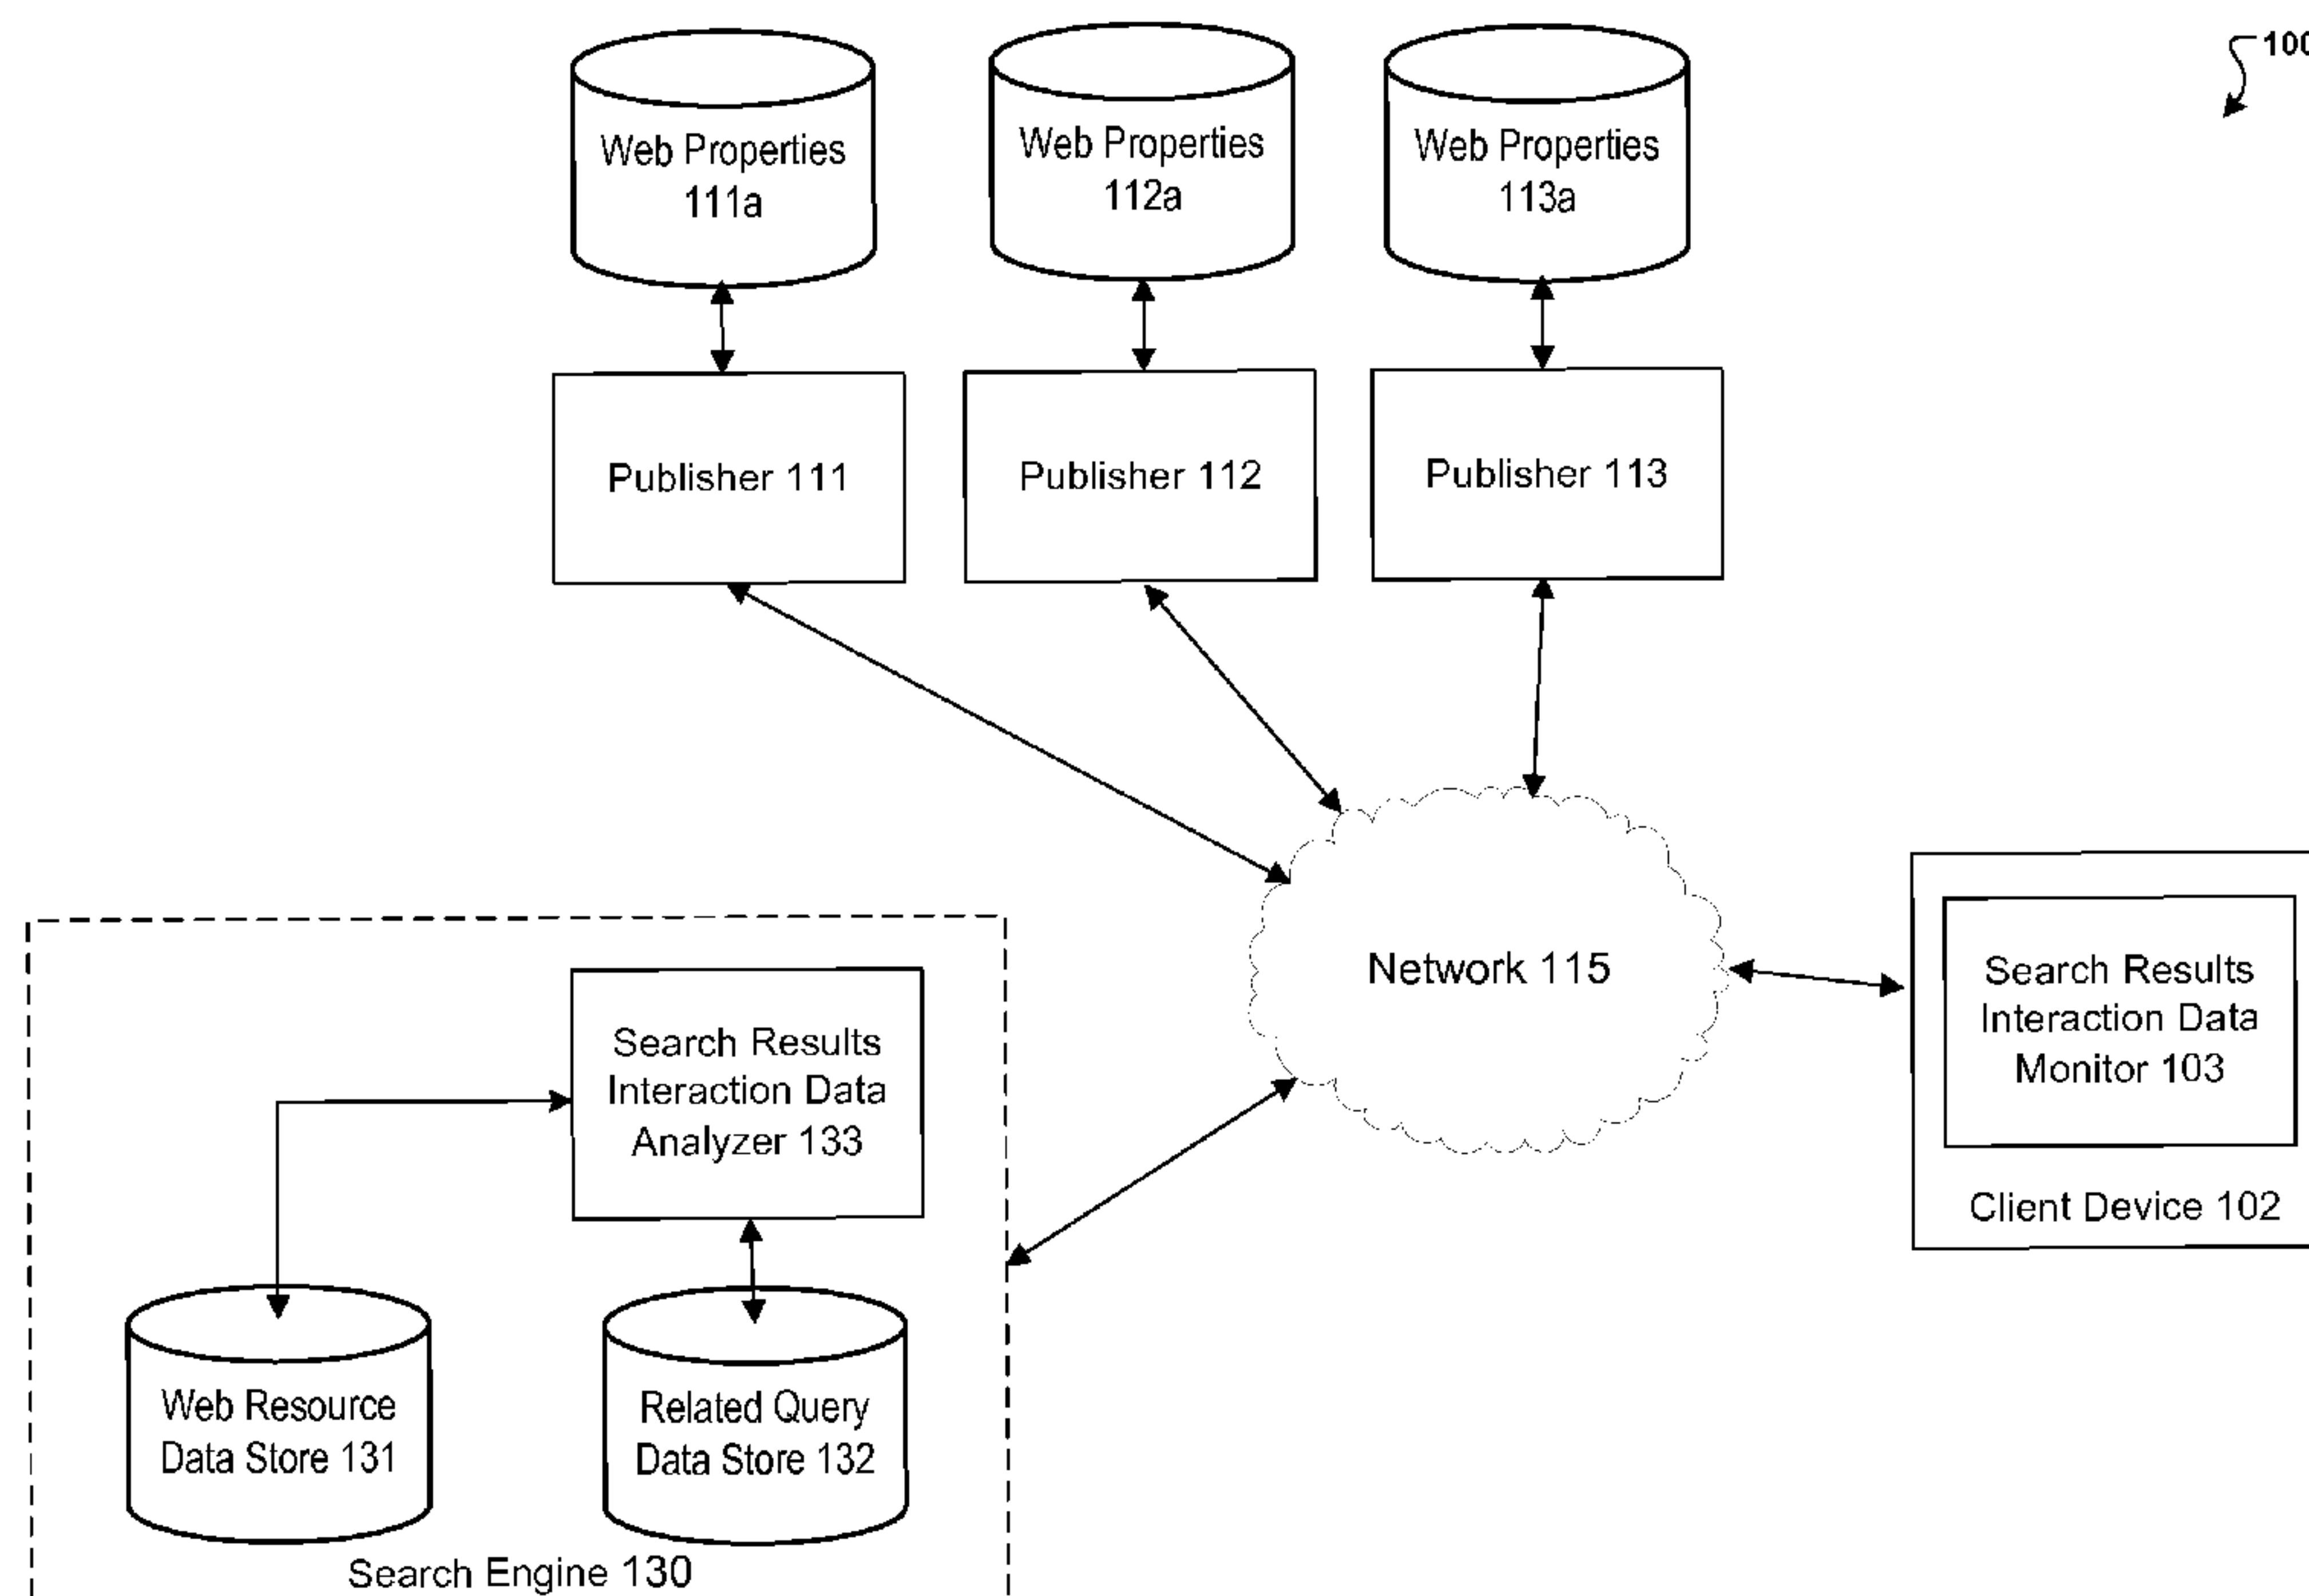 100
Web Properties
111a
Web Properties
112a
Web Properties
113a
Publisher 111
Publisher 112
Publisher 113
Network 115
Search Results
Interaction Data
Monitor 103
Client Device 102
Search Results
Interaction Data
Analyzer 133
Web Resource
Data Store 131
Related Query
Data Store 132
Search Engine 130